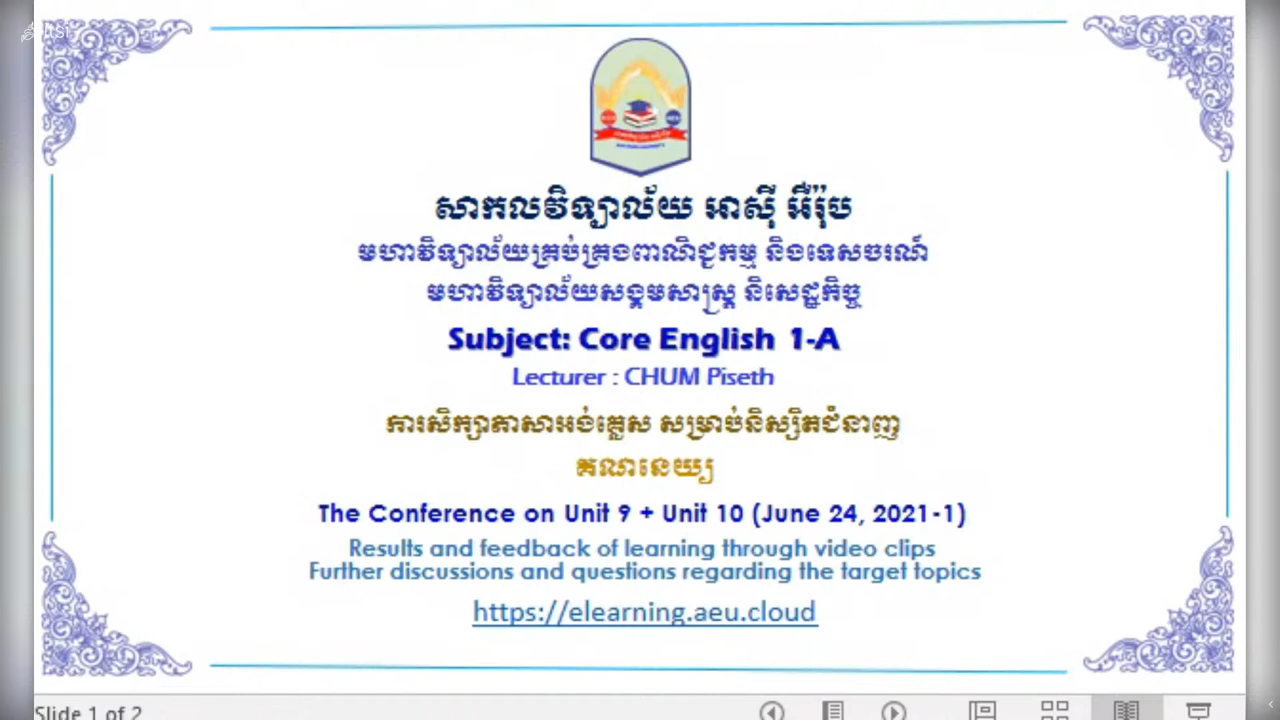 សាកលវិទ្យាល័យ អាស៊ី អឺរ៉ុប
មហាវិទ្យាល័យគ្រប់គ្រងពាណិជ្ជកម្ម និងទេសចរណ៍
មហាវិទ្យាល័យសង្គមសាស្ត្រ និសេដ្ឋកិច្ច
Subject: Core English 1-A
Lecturer : CHUM Piseth
ការសិក្សាភាសាអង់គ្លេស សម្រាប់និស្សិតជំនាញ
គណនេយ្យ
The Conference on Unit 9 + Unit 10 (June 24, 2021-1)
Results and feedback of learning through video clips
Further discussions and questions regarding the target topics
https://elearning.aeu.cloud
Slide 1 of 2